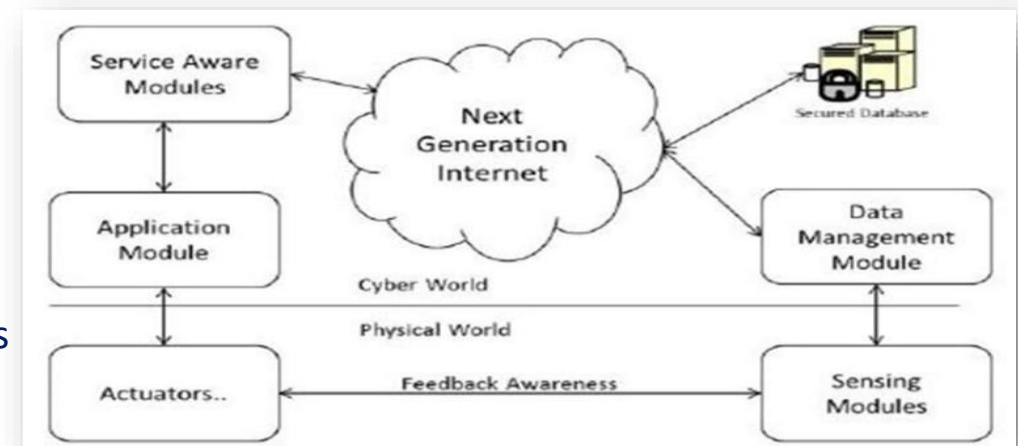 Service Aware
Modules
Next
Generation
Internet
Secured Database
Application
Module
Data
Management
Module
Cyber World
Physical World
s
Actuators..
Feedback Awareness
Sensing
Modules